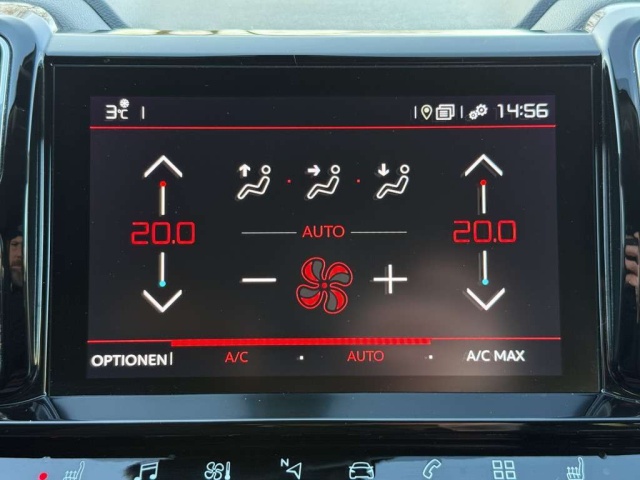 3°C 14:56
20.0 20.0
AUTO
OPTIONEN A/C AUTO A/C MAX
N